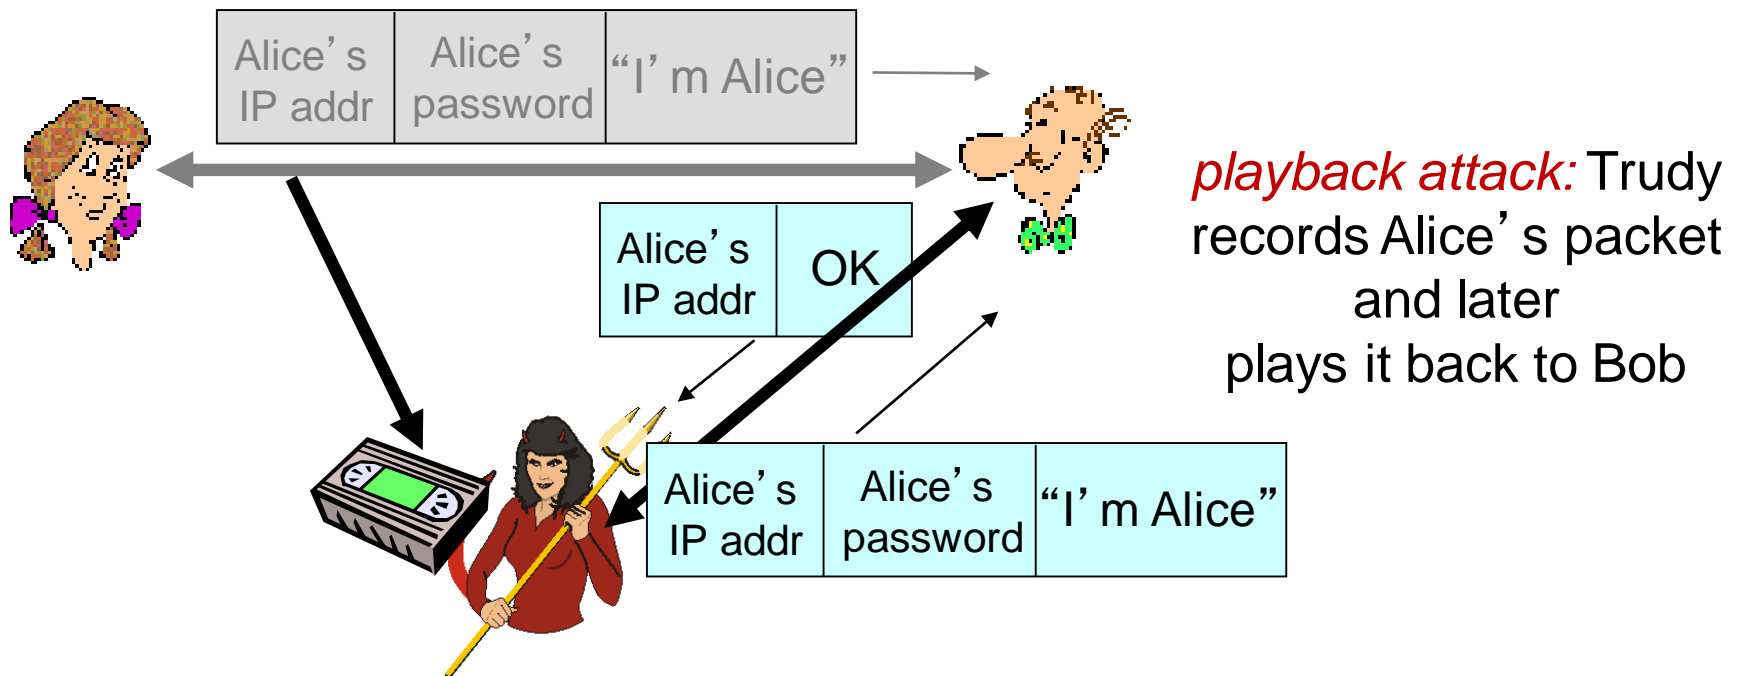 Alice’s
IP addr
Alice’s
password
“I’m Alice”
Alice’s
IP addr
OK
playback attack: Trudy
records Alice’s packet
and later
plays it back to Bob
Alice’s
IP addr
Alice’s
password
“I’m Alice”